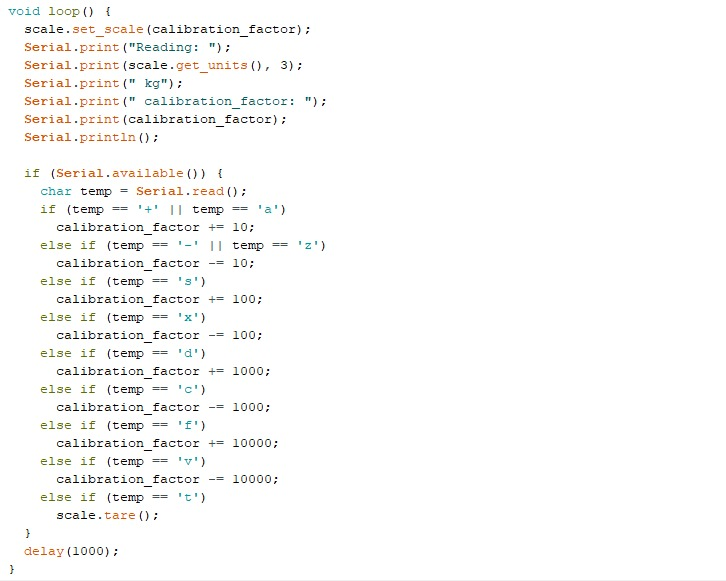 void loop() {
  scale.set_scale(calibration_factor);
  Serial.print("Reading: ");
  Serial.print(scale.get_units(), 3);
  Serial.print(" kg");
  Serial.print(" calibration_factor: ");
  Serial.print(calibration_factor);
  Serial.println();

  if (Serial.available()) {
    char temp = Serial.read();
    if (temp == '+' || temp == 'a')
      calibration_factor += 10;
    else if (temp == '-' || temp == 'z')
      calibration_factor -= 10;
    else if (temp == 's')
      calibration_factor += 100;
    else if (temp == 'x')
      calibration_factor -= 100;
    else if (temp == 'd')
      calibration_factor += 1000;
    else if (temp == 'c')
      calibration_factor -= 1000;
    else if (temp == 'f')
      calibration_factor += 10000;
    else if (temp == 'v')
      calibration_factor -= 10000;
    else if (temp == 't')
      scale.tare();
  }
  delay(1000);
}